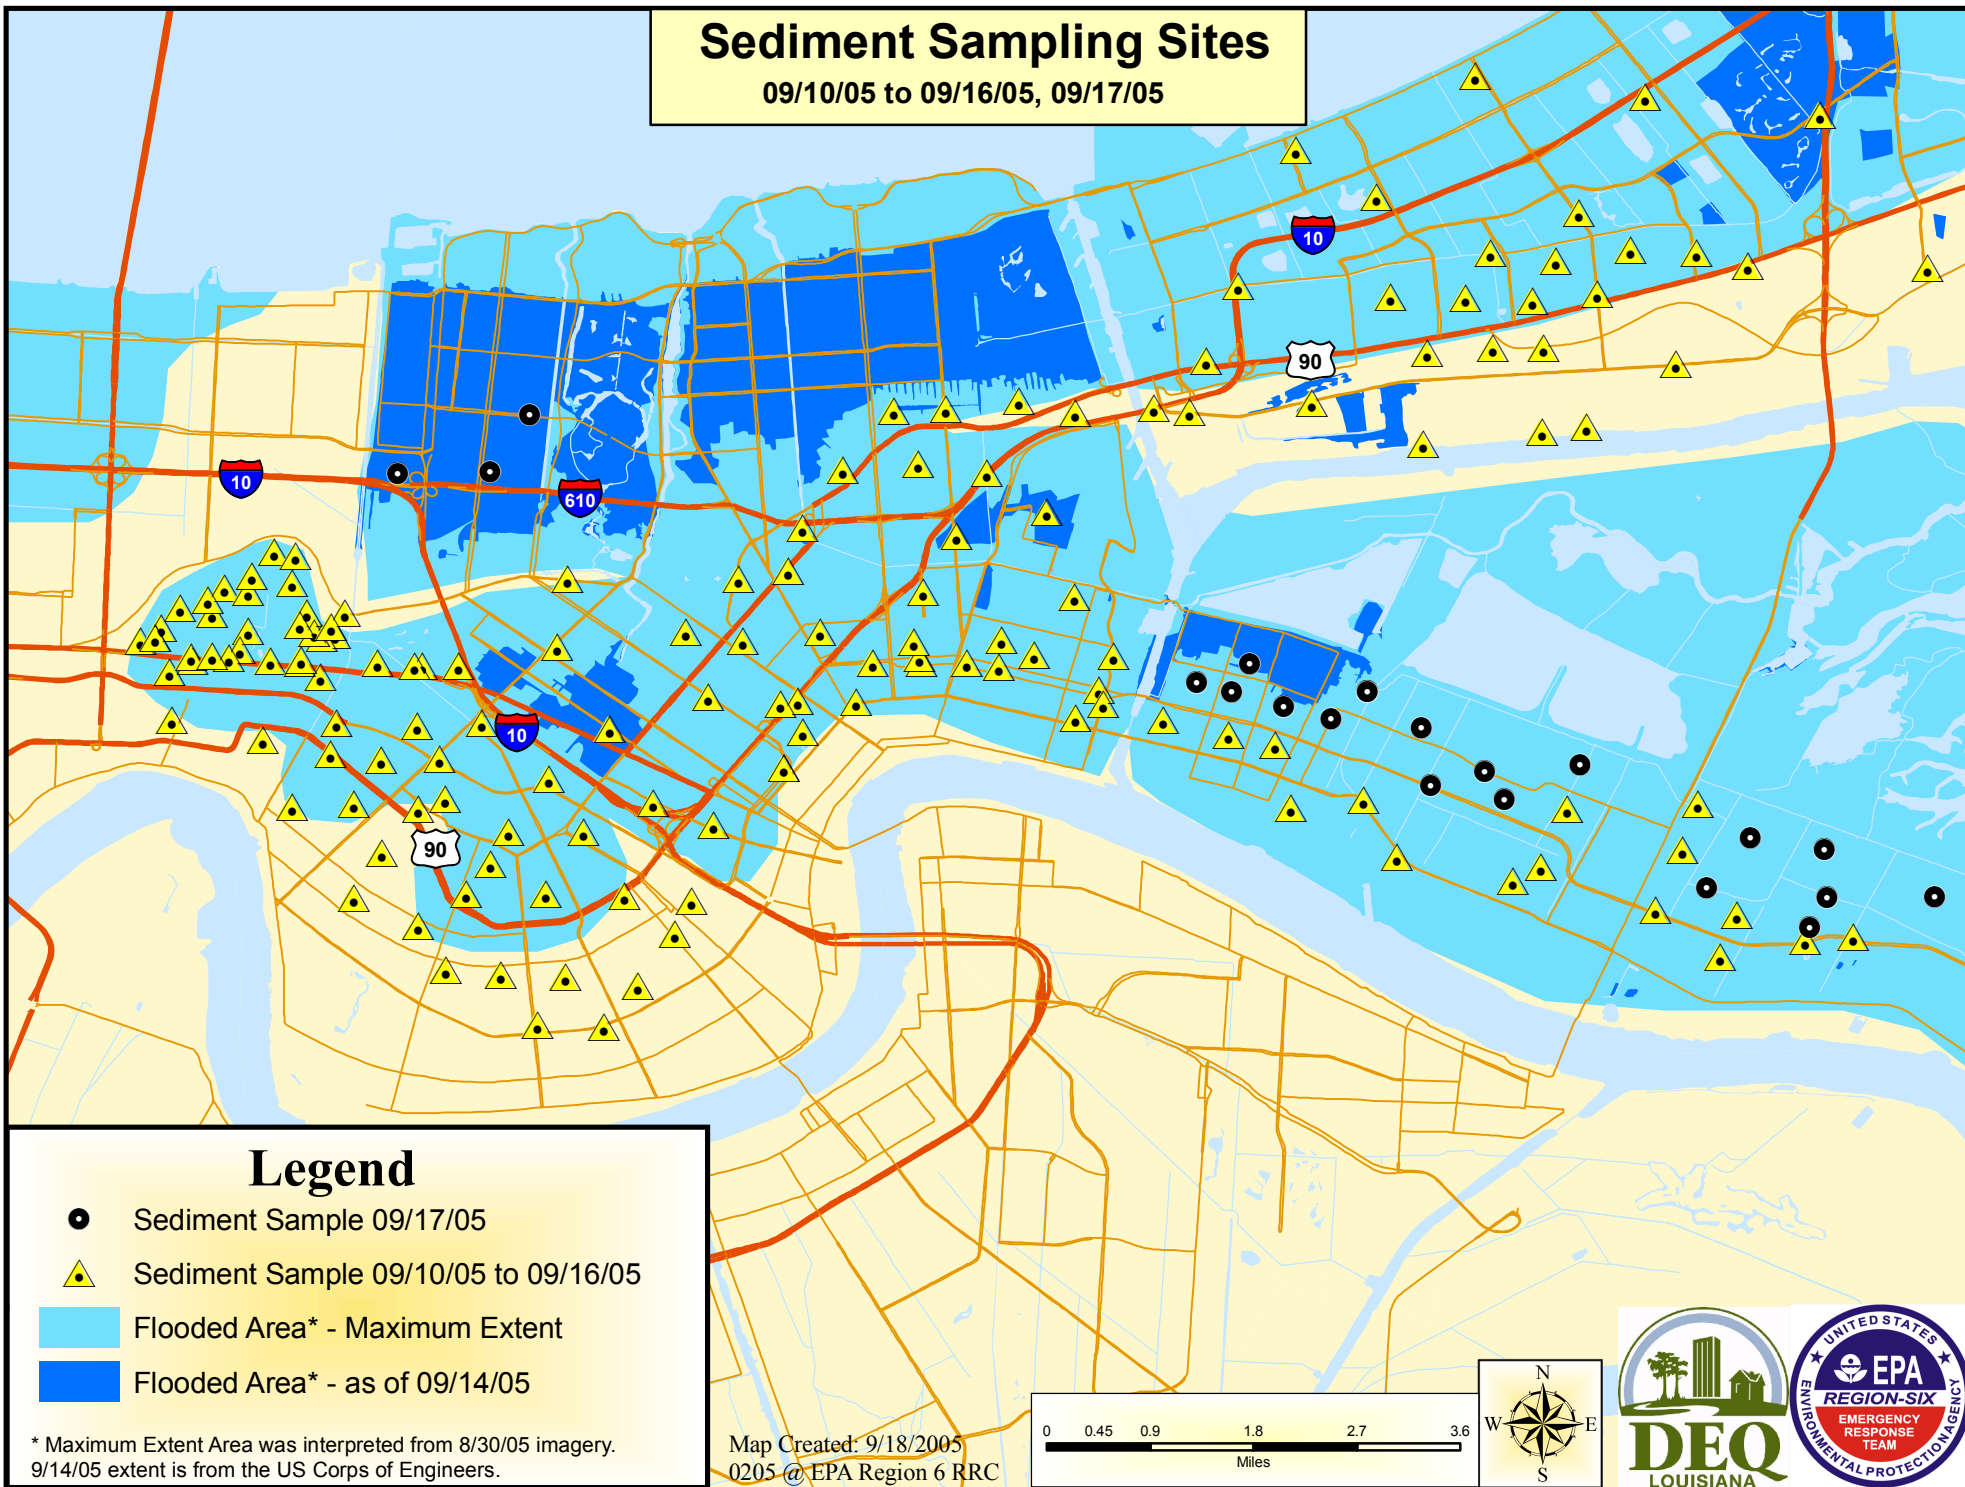 Sediment Sampling Sites
09/10/05 to 09/16/05, 09/17/05
10
90
10
610
10
90
Legend
Sediment Sample 09/17/05
Sediment Sample 09/10/05 to 09/16/05
Flooded Area* - Maximum Extent
Flooded Area* - as of 09/14/05
* Maximum Extent Area was interpreted from 8/30/05 imagery.
9/14/05 extent is from the US Corps of Engineers.
Map Created: 9/18/2005
0205 @ EPA Region 6 RRC
0 0.45 0.9 1.8 2.7 3.6
Miles
N
W E
S
DEQ
LOUISIANA
UNITED STATES
EPA
REGION-SIX
EMERGENCY
RESPONSE
TEAM
ENVIRONMENTAL PROTECTION AGENCY